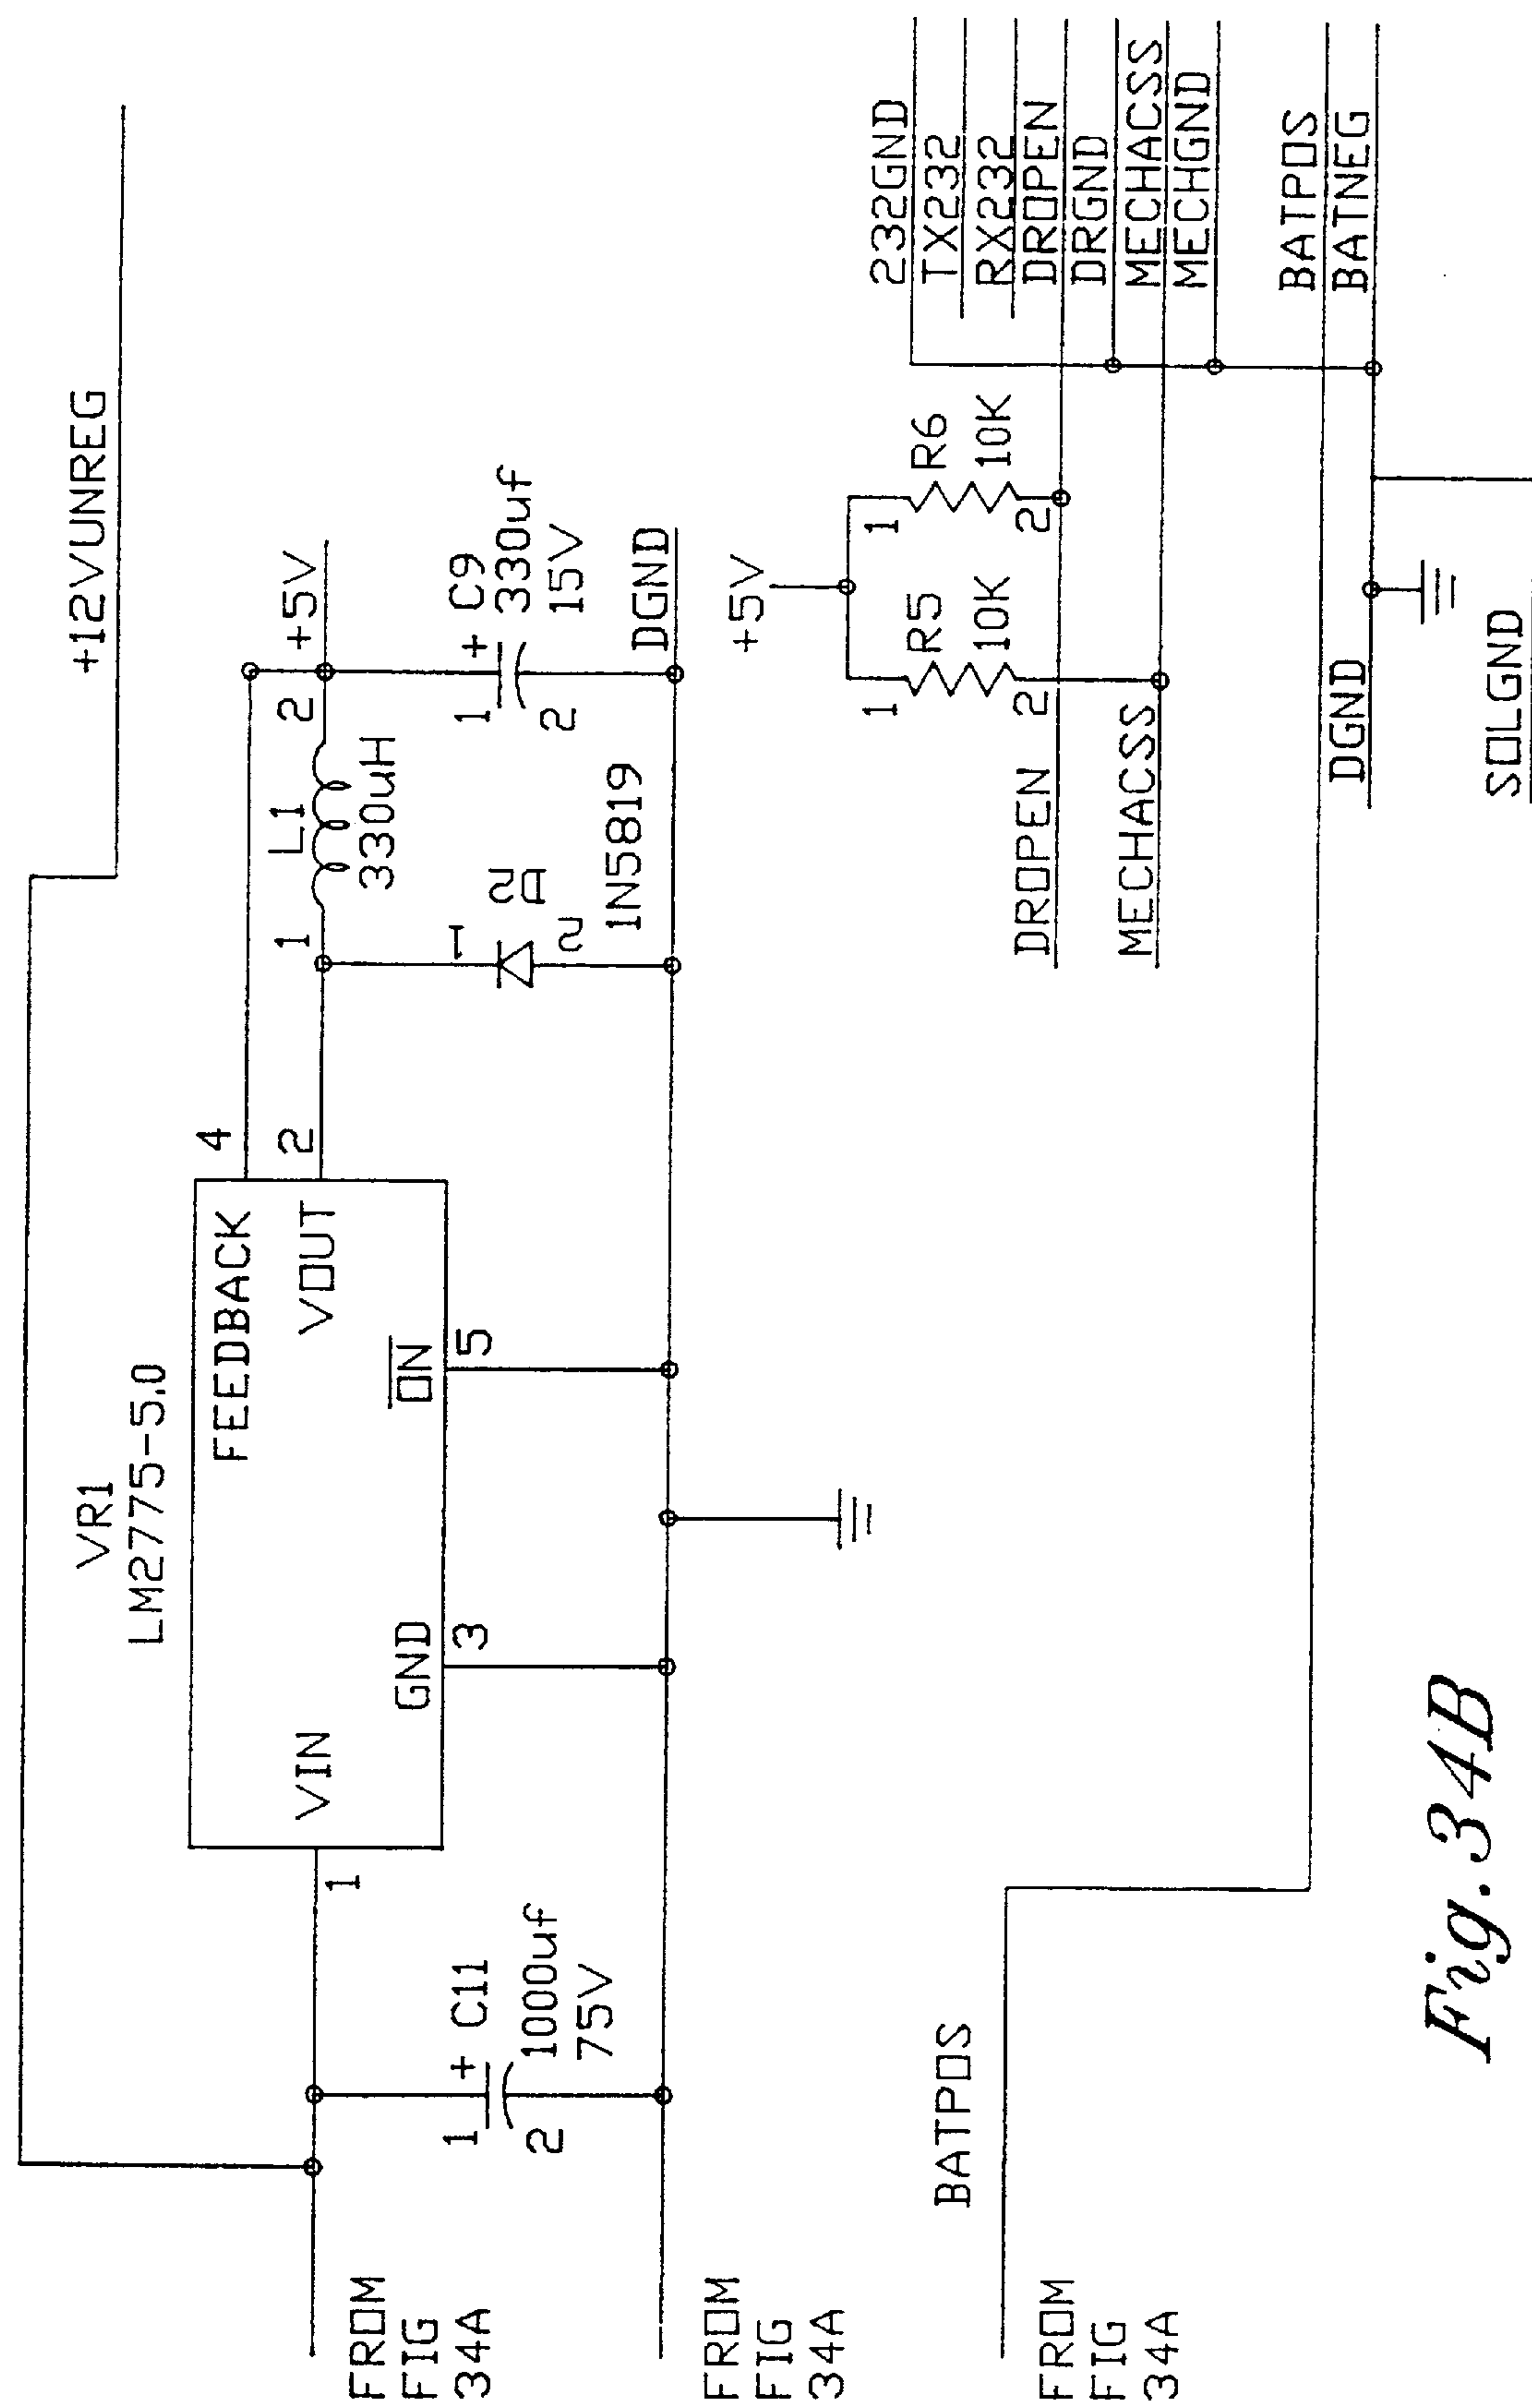 +12VUNREG
VR1
LM2775-5.0
FEEDBACK
4
VIN
1
VOUT
2
GND
3
ON
5
1
L1
2
330uH
+5V
1
+
C11
2
1000uf
75V
1
D2
2
1N5819
1
+
C9
2
330uf
15V
DGND
FROM
FIG
34A
FROM
FIG
34A
+5V
1
R5
10K
2
1
R6
10K
2
232GND
TX232
RX232
DROPEN
DRGND
MECHACSS
MECHGND
DROPEN
MECHACSS
BATPOS
FROM
FIG
34A
BATPOS
BATNEG
DGND
SOLGND
Fig. 34B